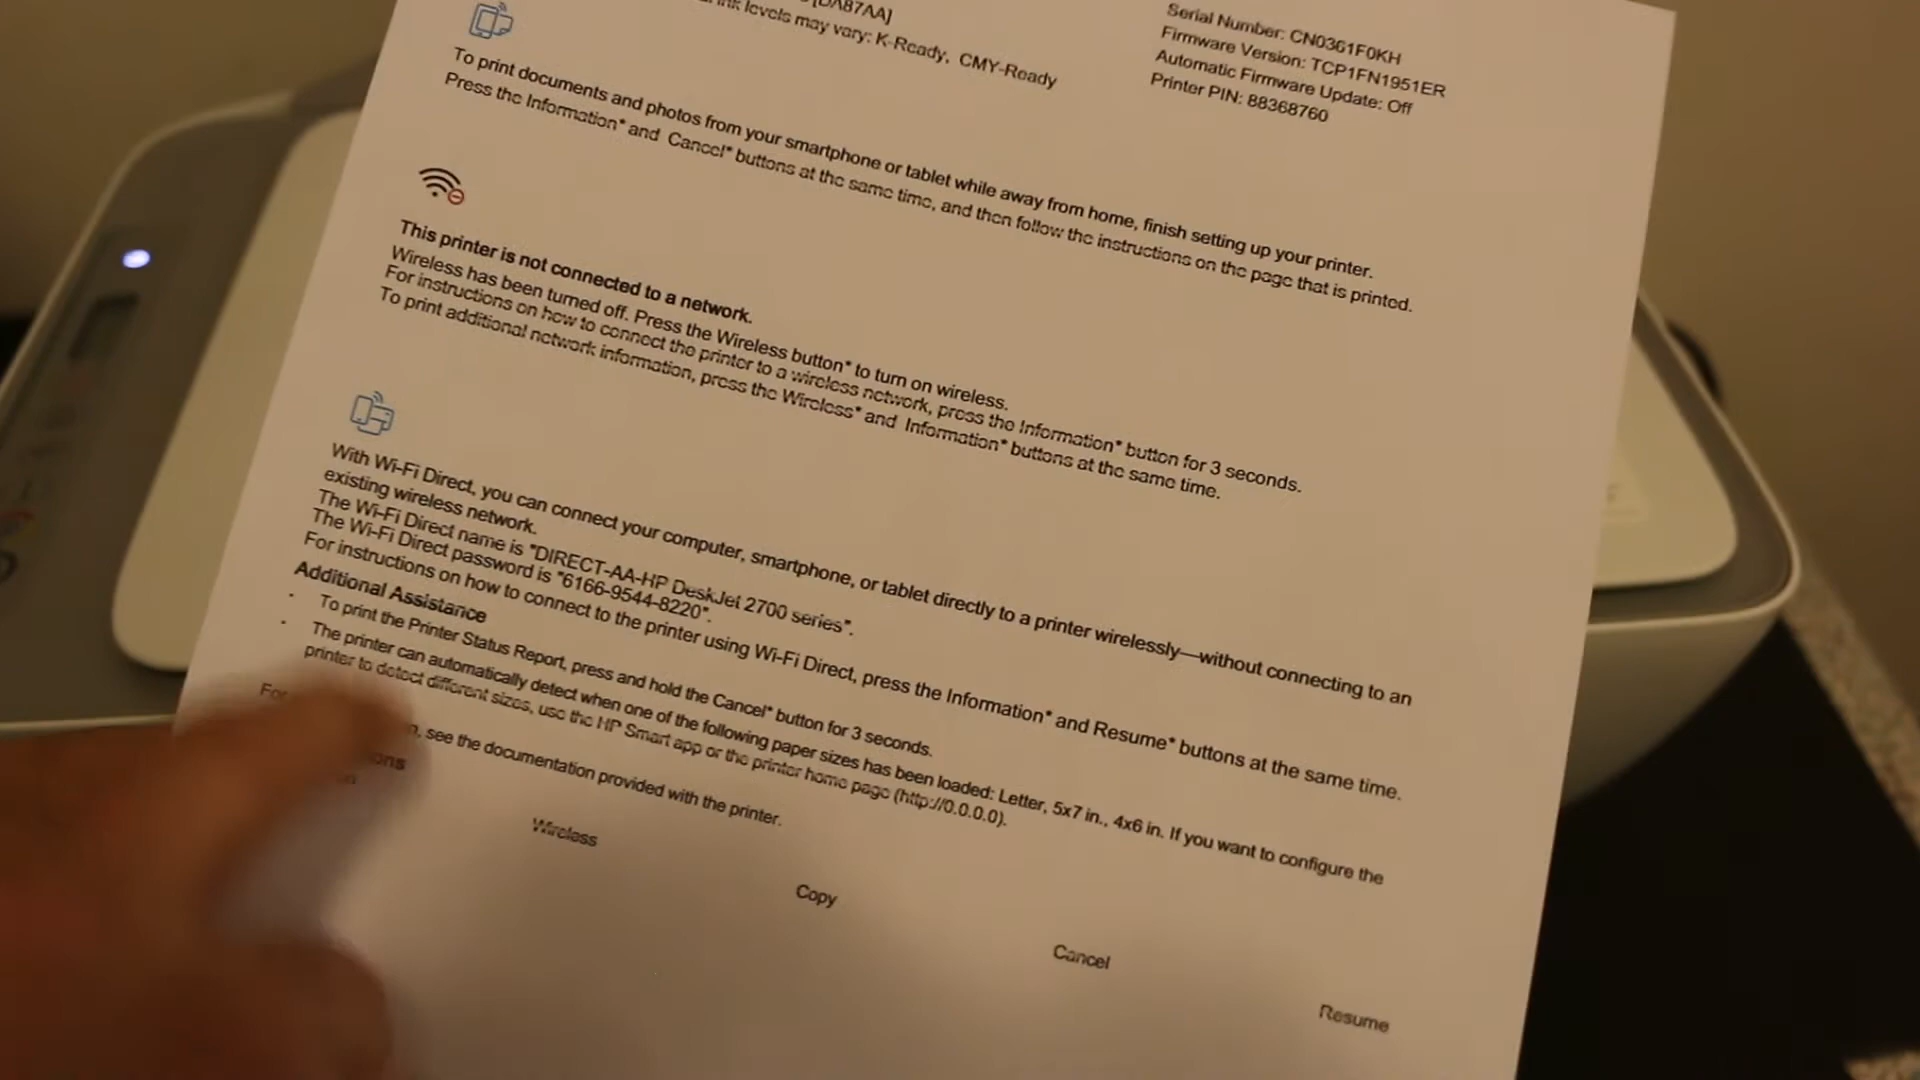 [DA87AA]
ink levels may vary: K-Ready, CMY-Ready
Serial Number: CN0361F0KH
Firmware Version: TCP1FN1951ER
Automatic Firmware Update: Off
Printer PIN: 88368760
To print documents and photos from your smartphone or tablet while away from home, finish setting up your printer.
Press the Information* and Cancel* buttons at the same time, and then follow the instructions on the page that is printed.
This printer is not connected to a network.
Wireless has been turned off. Press the Wireless button* to turn on wireless.
For instructions on how to connect the printer to a wireless network, press the Information* button for 3 seconds.
To print additional network information, press the Wireless* and Information* buttons at the same time.
With Wi-Fi Direct, you can connect your computer, smartphone, or tablet directly to a printer wirelessly—without connecting to an
existing wireless network.
The Wi-Fi Direct name is "DIRECT-AA-HP DeskJet 2700 series".
The Wi-Fi Direct password is "6166-9544-8220".
For instructions on how to connect to the printer using Wi-Fi Direct, press the Information* and Resume* buttons at the same time.
Additional Assistance
· To print the Printer Status Report, press and hold the Cancel* button for 3 seconds.
· The printer can automatically detect when one of the following paper sizes has been loaded: Letter, 5x7 in., 4x6 in. If you want to configure the
printer to detect different sizes, use the HP Smart app or the printer home page (http://0.0.0.0).
For see the documentation provided with the printer.
Wireless
Copy
Cancel
Resume